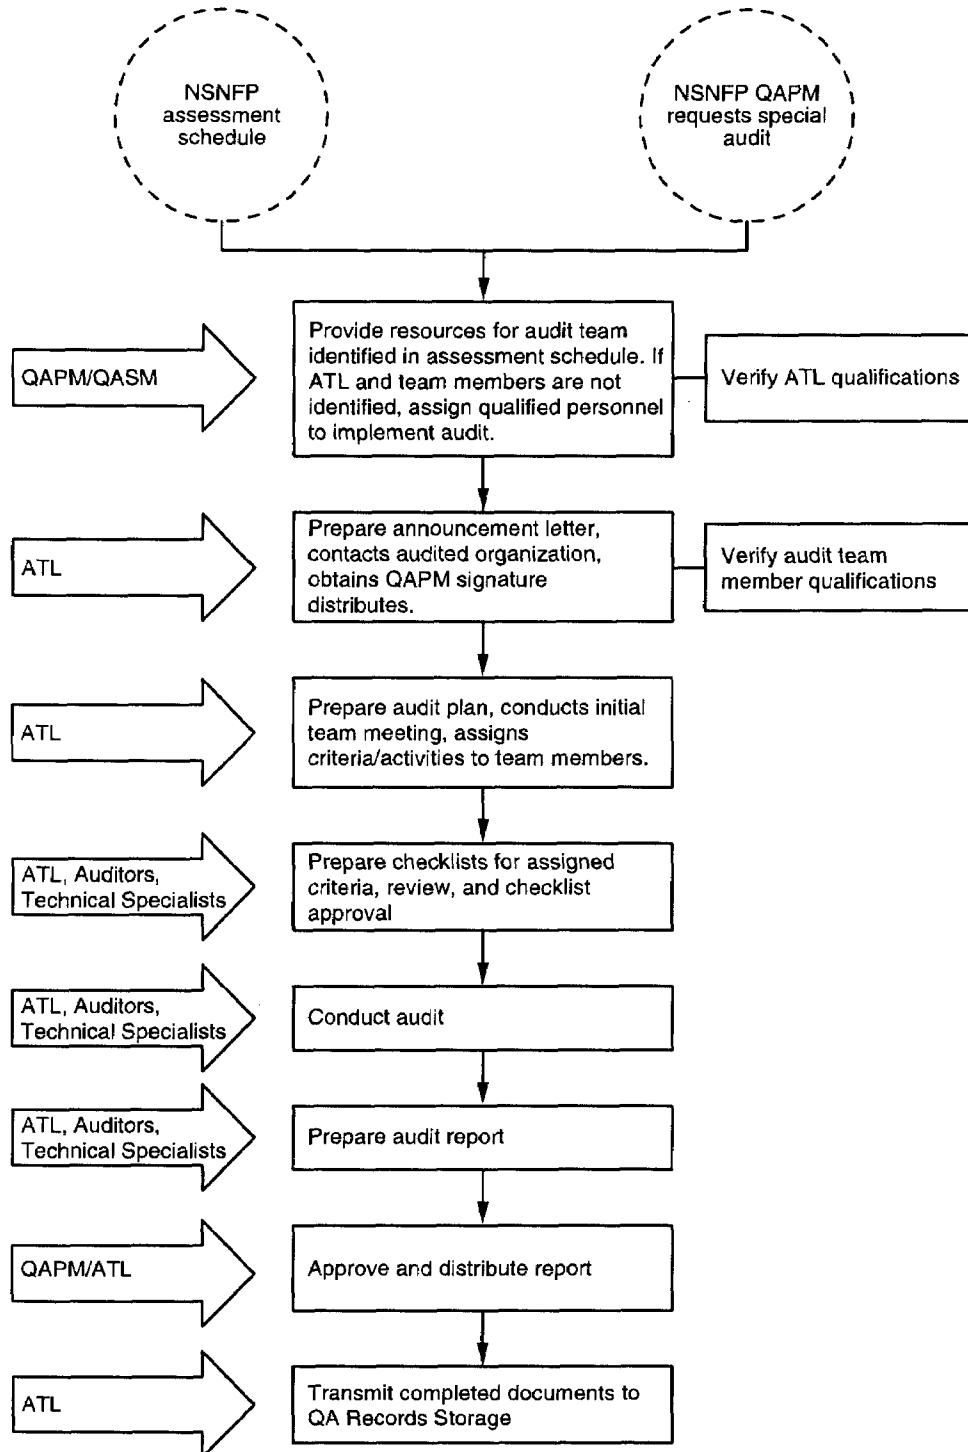 NSNFP
assessment
schedule
NSNFP QAPM
requests special
audit
QAPM/QASM
Provide resources for audit team
identified in assessment schedule. If
ATL and team members are not
identified, assign qualified personnel
to implement audit.
Verify ATL qualifications
ATL
Prepare announcement letter,
contacts audited organization,
obtains QAPM signature
distributes.
Verify audit team
member qualifications
ATL
Prepare audit plan, conducts initial
team meeting, assigns
criteria/activities to team members.
ATL, Auditors,
Technical Specialists
Prepare checklists for assigned
criteria, review, and checklist
approval
ATL, Auditors,
Technical Specialists
Conduct audit
ATL, Auditors,
Technical Specialists
Prepare audit report
QAPM/ATL
Approve and distribute report
ATL
Transmit completed documents to
QA Records Storage